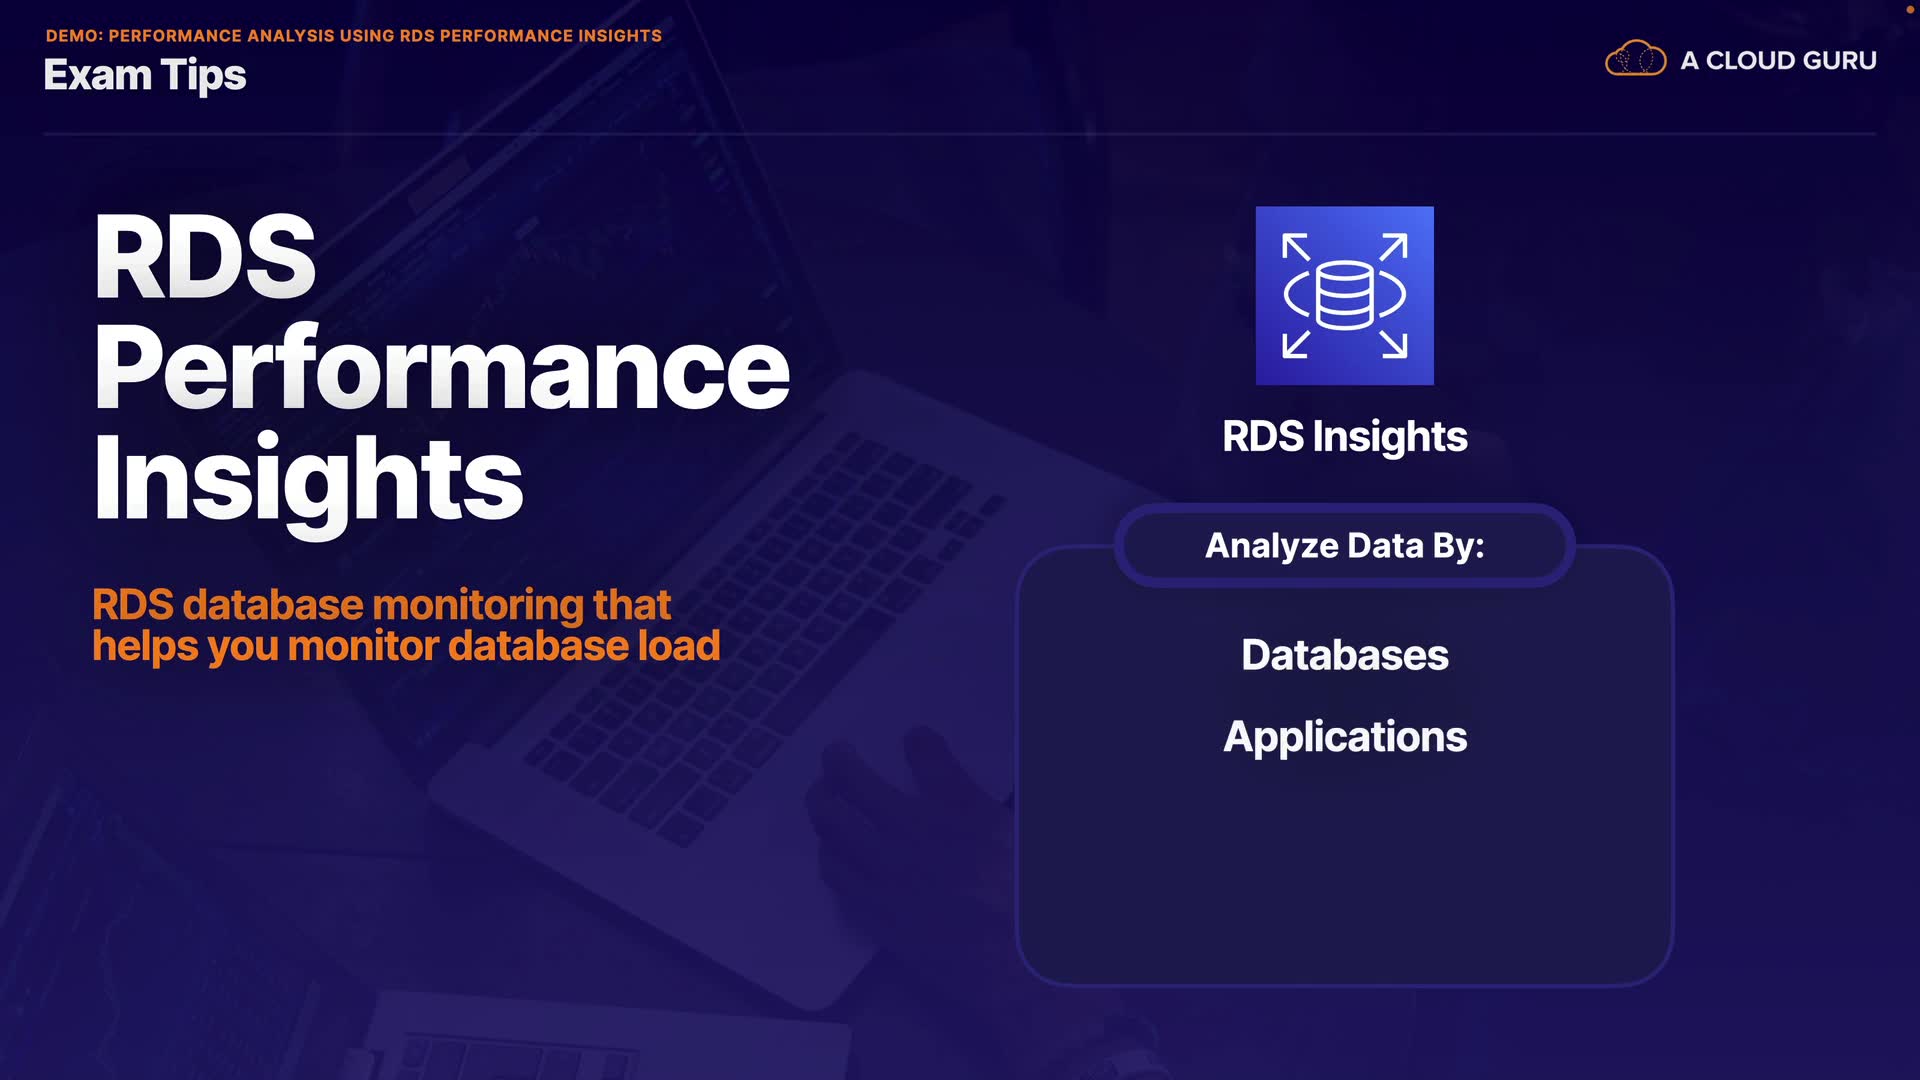 DEMO: PERFORMANCE ANALYSIS USING RDS PERFORMANCE INSIGHTS
Exam Tips
A CLOUD GURU
RDS
Performance
Insights
RDS database monitoring that
helps you monitor database load
RDS Insights
Analyze Data By:
Databases
Applications